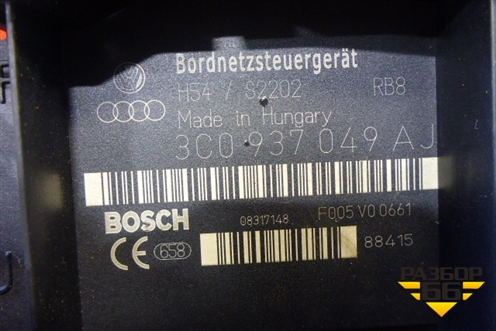 Bordnetzsteuergerät
H54 / S2202 RB8
Made in Hungary
3C0 937 049 AJ
BOSCH 08317148 F005 V0 0661
CE 658 88415
РАЗБОР
66